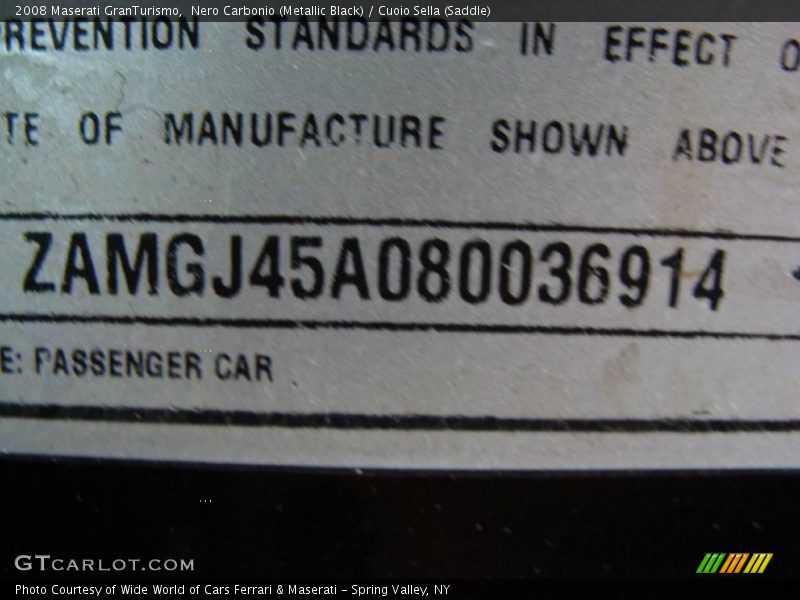 2008 Maserati GranTurismo, Nero Carbonio (Metallic Black) / Cuoio Sella (Saddle)
REVENTION STANDARDS IN EFFECT O
TE OF MANUFACTURE SHOWN ABOVE
ZAMGJ45A080036914
E: PASSENGER CAR
GTCARLOT.COM
Photo Courtesy of Wide World of Cars Ferrari & Maserati - Spring Valley, NY